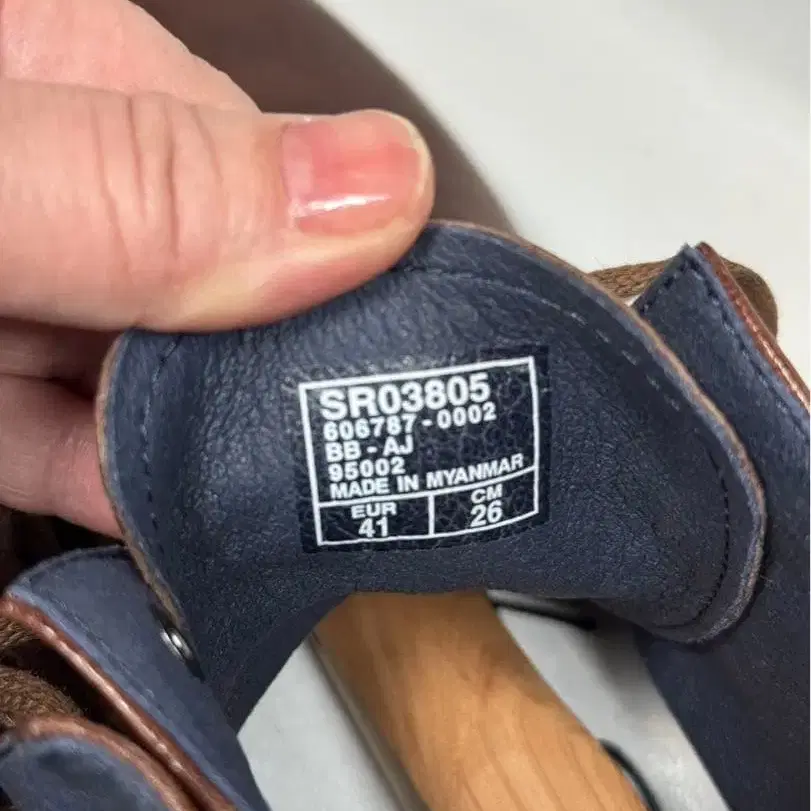 SR03805
606787-0002
BB-AJ
95002
MADE IN MYANMAR
EUR CM
41 26